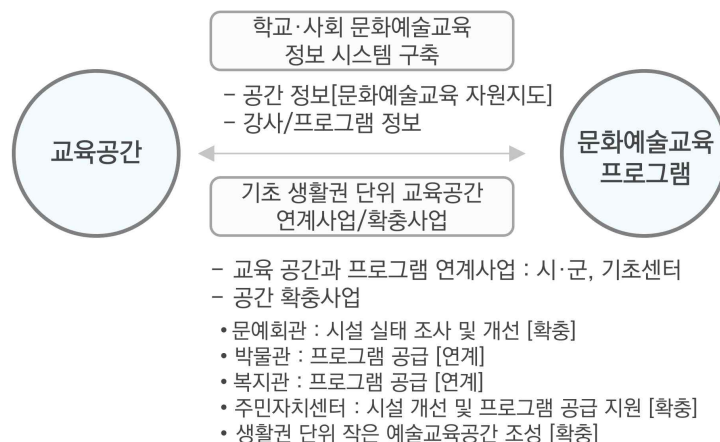 학교·사회 문화예술교육
정보 시스템 구축
– 공간 정보[문화예술교육 자원지도]
– 강사/프로그램 정보
교육공간
문화예술교육
프로그램
기초 생활권 단위 교육공간
연계사업/확충사업
– 교육 공간과 프로그램 연계사업 : 시·군, 기초센터
– 공간 확충사업
• 문예회관 : 시설 실태 조사 및 개선 [확충]
• 박물관 : 프로그램 공급 [연계]
• 복지관 : 프로그램 공급 [연계]
• 주민자치센터 : 시설 개선 및 프로그램 공급 지원 [확충]
• 생활권 단위 작은 예술교육공간 조성 [확충]